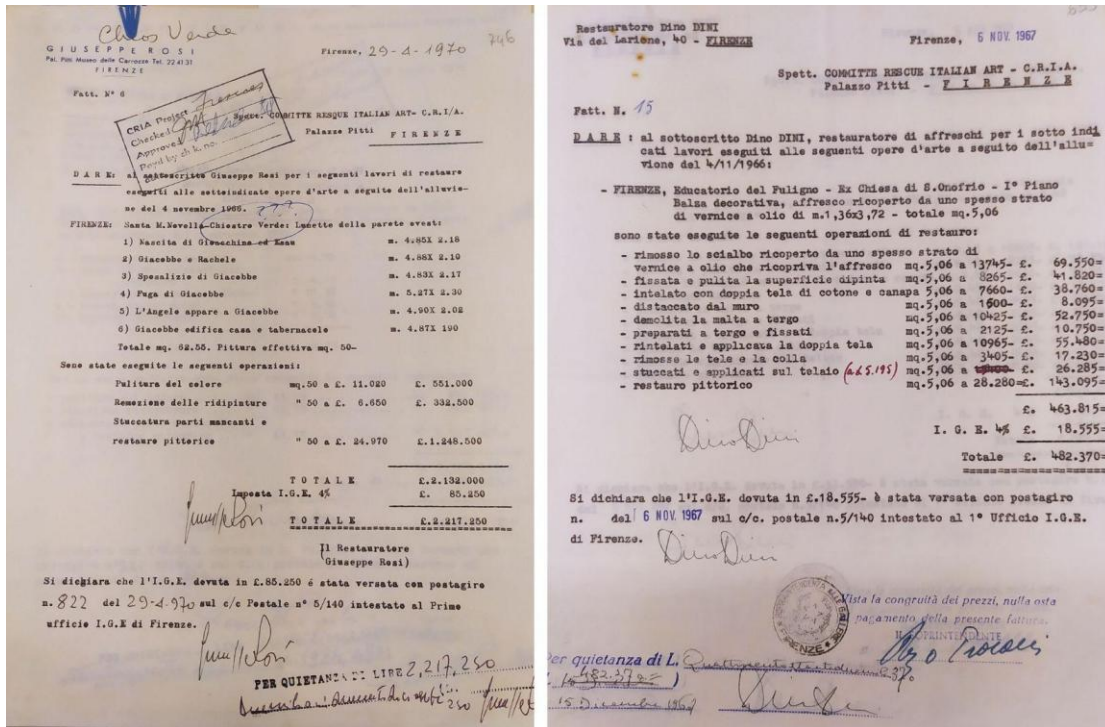 Chios Verde
746
GIUSEPPE ROSI
Pal. Pitti Museo delle Carrozze Tel. 224131
FIRENZE
Firenze, 29-4-1970
Fatt. N° 6
CRIA Project
Checked
Approved
Payd by ch k. no.
Spett. COMMITTE RESQUE ITALIAN ART- C.R.I/A.
Palazzo Pitti FIRENZE
DARE: al sottoscritto Giuseppe Rosi per i seguenti lavori di restauro
eseguiti alle sottoindicate opere d'arte a seguito dell'alluvio-
ne del 4 novembre 1966. ???
FIRENZE: Santa M.Novella-Chiostro Verde: Lunette della parete ovest:
1) Nascita di Gioacchino ed Esau m. 4.85X 2.18
2) Giacobbe e Rachele m. 4.88X 2.10
3) Sposalizio di Giacobbe m. 4.83X 2.17
4) Fuga di Giacobbe m. 5.27X 2.30
5) L'Angelo appare a Giacobbe m. 4.90X 2.02
6) Giacobbe edifica casa e tabernacolo m. 4.87X 190
Totale mq. 62.55. Pittura effettiva mq. 50-
Sono state eseguite le seguenti operazioni:
Pulitura del colore mq.50 a £. 11.020 £. 551.000
Remozione delle ridipinture " 50 a £. 6.650 £. 332.500
Stuccatura parti mancanti e
restauro pittorico " 50 a £. 24.970 £.1.248.500
TOTALE £.2.132.000
Imposta I.G.E. 4% £. 85.250
TOTALE £.2.217.250
Il Restauratore
(Giuseppe Rosi)
Si dichiara che l'I.G.E. dovuta in £.85.250 é stata versata con postagiro
n. 822 del 29-4-970 sul c/c Postale n° 5/140 intestato al Primo
ufficio I.G.E di Firenze.
PER QUIETANZA DI LIRE 2,217,250
Restauratore Dino DINI
Via del Larione, 40 - FIRENZE
Firenze, 6 NOV. 1967
Spett. COMMITTE RESCUE ITALIAN ART - C.R.I.A.
Palazzo Pitti - FIRENZE
Fatt. N. 15
DARE : al sottoscritto Dino DINI, restauratore di affreschi per i sotto indi
cati lavori eseguiti alle seguenti opere d'arte a seguito dell'allu=
vione del 4/11/1966:
- FIRENZE, Educatorio del Fuligno - Ex Chiesa di S.Onofrio - I° Piano
Balza decorativa, affresco ricoperto da uno spesso strato
di vernice a olio di m.1,36x3,72 - totale mq.5,06
sono state eseguite le seguenti operazioni di restauro:
- rimosso lo scialbo ricoperto da uno spesso strato di
vernice a olio che ricopriva l'affresco mq.5,06 a 13745- £. 69.550=
- fissata e pulita la superficie dipinta mq.5,06 a 8265- £. 41.820=
- intelato con doppia tela di cotone e canapa 5,06 a 7660- £. 38.760=
- distaccato dal muro mq.5,06 a 1600- £. 8.095=
- demolita la malta a tergo mq.5,06 a 10425- £. 52.750=
- preparati a tergo e fissati mq.5,06 a 2125- £. 10.750=
- rintelati e applicata la doppia tela mq.5,06 a 10965- £. 55.480=
- rimosse le tele e la colla mq.5,06 a 3405- £. 17.230=
- stuccati e applicati sul telaio (a £ 5.195) mq.5,06 a £. 26.285=
- restauro pittorico mq.5,06 a 28.280=£. 143.095=
£. 463.815=
I. G. E. 4% £. 18.555=
Totale £. 482.370=
Dino Dini
Si dichiara che l'I.G.E. dovuta in £.18.555- è stata versata con postagiro
n. del 6 NOV. 1967 sul c/c. postale n.5/140 intestato al 1° Ufficio I.G.E.
di Firenze.
Dino Dini
Vista la congruità dei prezzi, nulla osta
pagamento della presente fattura.
IL SOPRINTENDENTE
FIRENZE
Per quietanza di L.
482.370=
15 Dicembre 1967